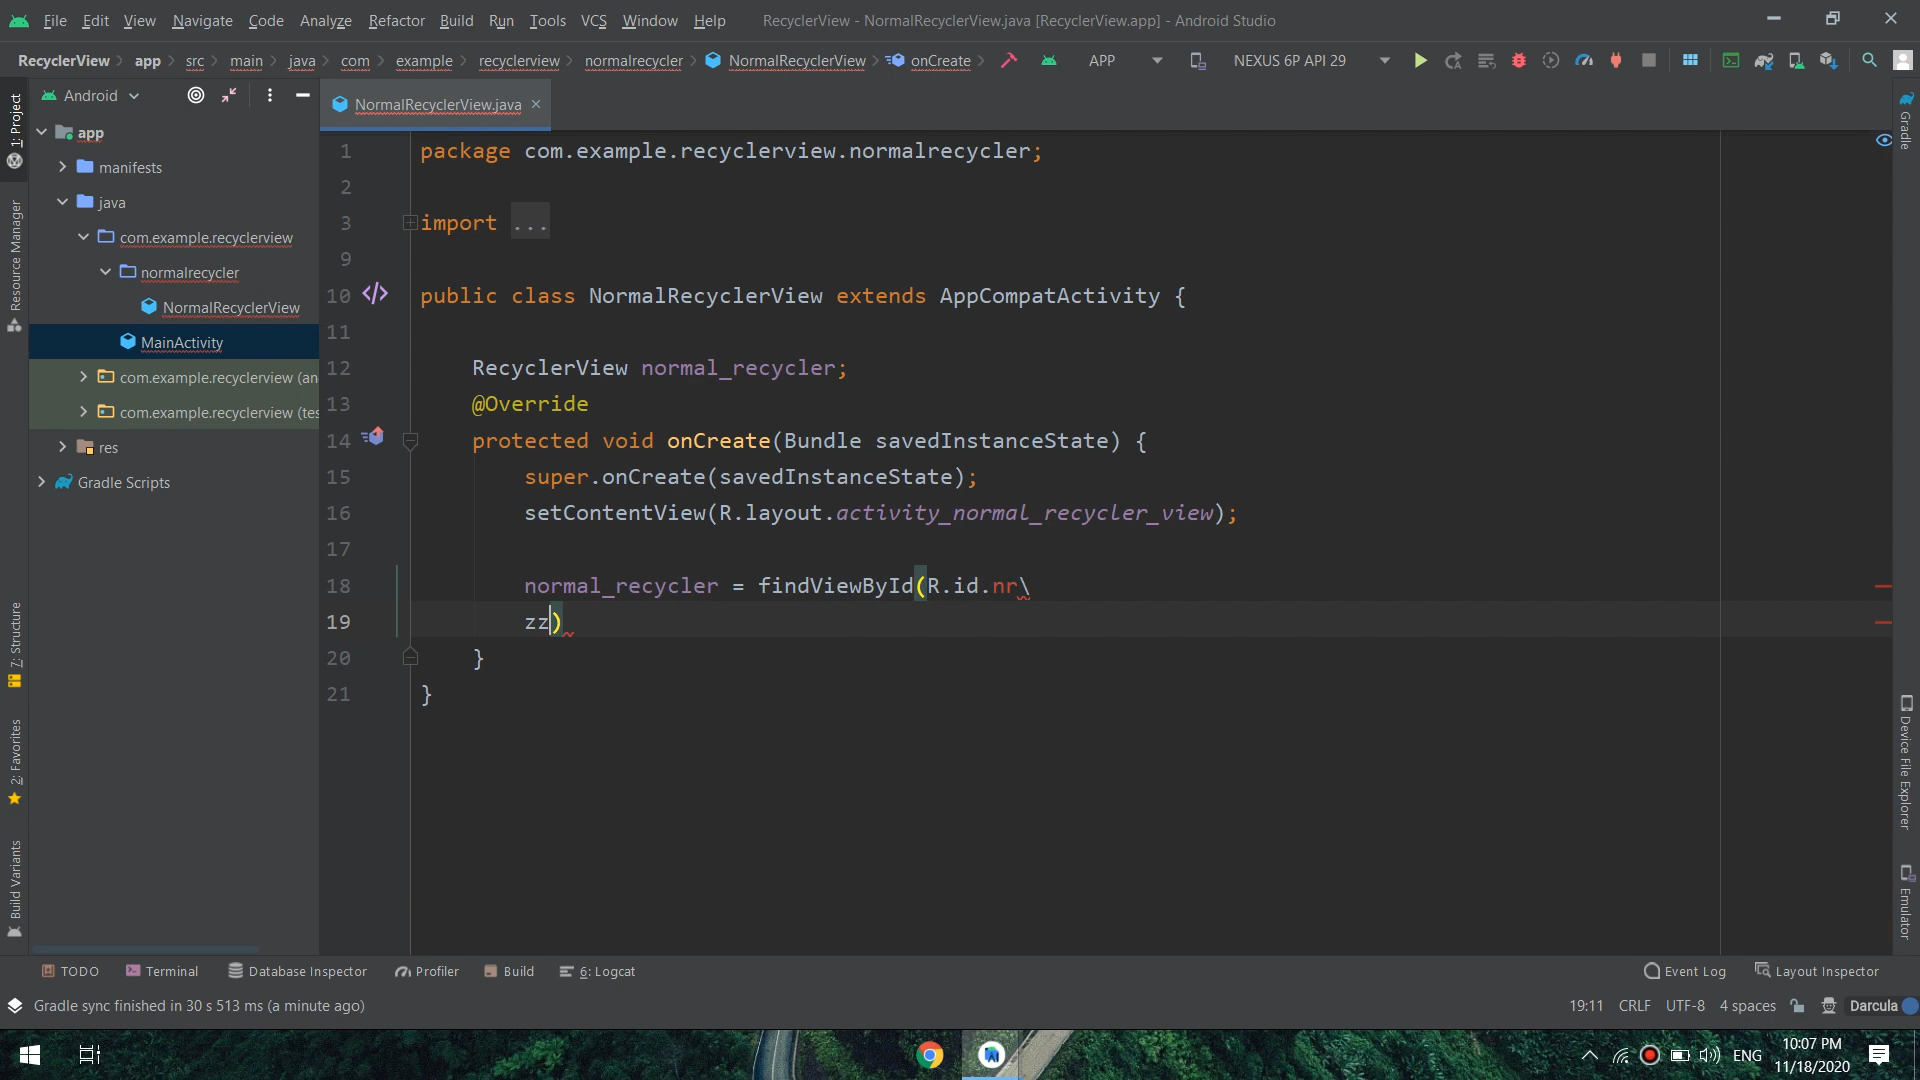 File Edit View Navigate Code Analyze Refactor Build Run Tools VCS Window Help RecyclerView - NormalRecyclerView.java [RecyclerView.app] - Android Studio
RecyclerView app src main java com example recyclerview normalrecycler NormalRecyclerView onCreate APP NEXUS 6P API 29
Android
NormalRecyclerView.java
app
manifests
java
com.example.recyclerview
normalrecycler
NormalRecyclerView
MainActivity
com.example.recyclerview (an
com.example.recyclerview (tes
res
Gradle Scripts
1: Project
Resource Manager
7: Structure
2: Favorites
Build Variants
1 package com.example.recyclerview.normalrecycler;
2
3 import ...
9
10 public class NormalRecyclerView extends AppCompatActivity {
11
12 RecyclerView normal_recycler;
13 @Override
14 protected void onCreate(Bundle savedInstanceState) {
15 super.onCreate(savedInstanceState);
16 setContentView(R.layout.activity_normal_recycler_view);
17
18 normal_recycler = findViewById(R.id.nr\
19 zz)
20 }
21 }
Gradle
Device File Explorer
Emulator
TODO Terminal Database Inspector Profiler Build 6: Logcat Event Log Layout Inspector
Gradle sync finished in 30 s 513 ms (a minute ago) 19:11 CRLF UTF-8 4 spaces Darcula
ENG 10:07 PM
11/18/2020